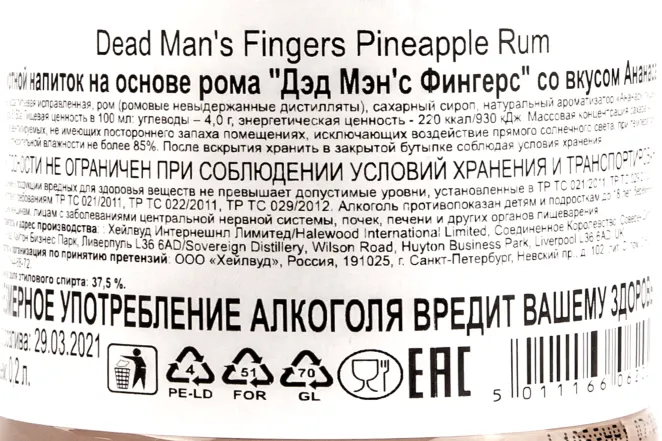 Dead Man's Fingers Pineapple Rum
напиток на основе рома "Дэд Мэн'с Фингерс" со вкусом
исправленная, ром (ромовые невыдержанные дистилляты), сахарный сироп, натуральный ароматизатор
ценность в 100 мл: углеводы – 4,0 г, энергетическая ценность - 220 ккал/930 кДж. Массовая концентрация
не имеющих постороннего запаха помещениях, исключающих воздействие прямого солнечного света, при
влажности не более 85%. После вскрытия хранить в закрытой бутылке соблюдая условия хранения.
НЕ ОГРАНИЧЕН ПРИ СОБЛЮДЕНИИ УСЛОВИЙ ХРАНЕНИЯ И
вредных для здоровья веществ не превышает допустимые уровни, установленные в ТР ТС 021/2011, ТР ТС
ТР ТС 021/2011, ТР ТС 022/2011, ТР ТС 029/2012. Алкоголь противопоказан детям и подросткам до 18 лет,
лицам с заболеваниями центральной нервной системы, почек, печени и других органов пищеварения
адрес производства: : Хейлвуд Интернешнл Лимитед/Halewood International Limited, Соединенное Королевство,
Бизнес Парк, Ливерпуль L36 6AD/Sovereign Distillery, Wilson Road, Huyton Business Park, Liverpool L36 6AD, UK
организация по принятию претензий: ООО «Хейлвуд», Россия, 191025, г. Санкт-Петербург, Невский пр., д. 102
этилового спирта: 37,5 %.
УПОТРЕБЛЕНИЕ АЛКОГОЛЯ ВРЕДИТ ВАШЕМУ
29.03.2021
0,2 л.
4 51 70
PE-LD FOR GL
EAC
5 011166